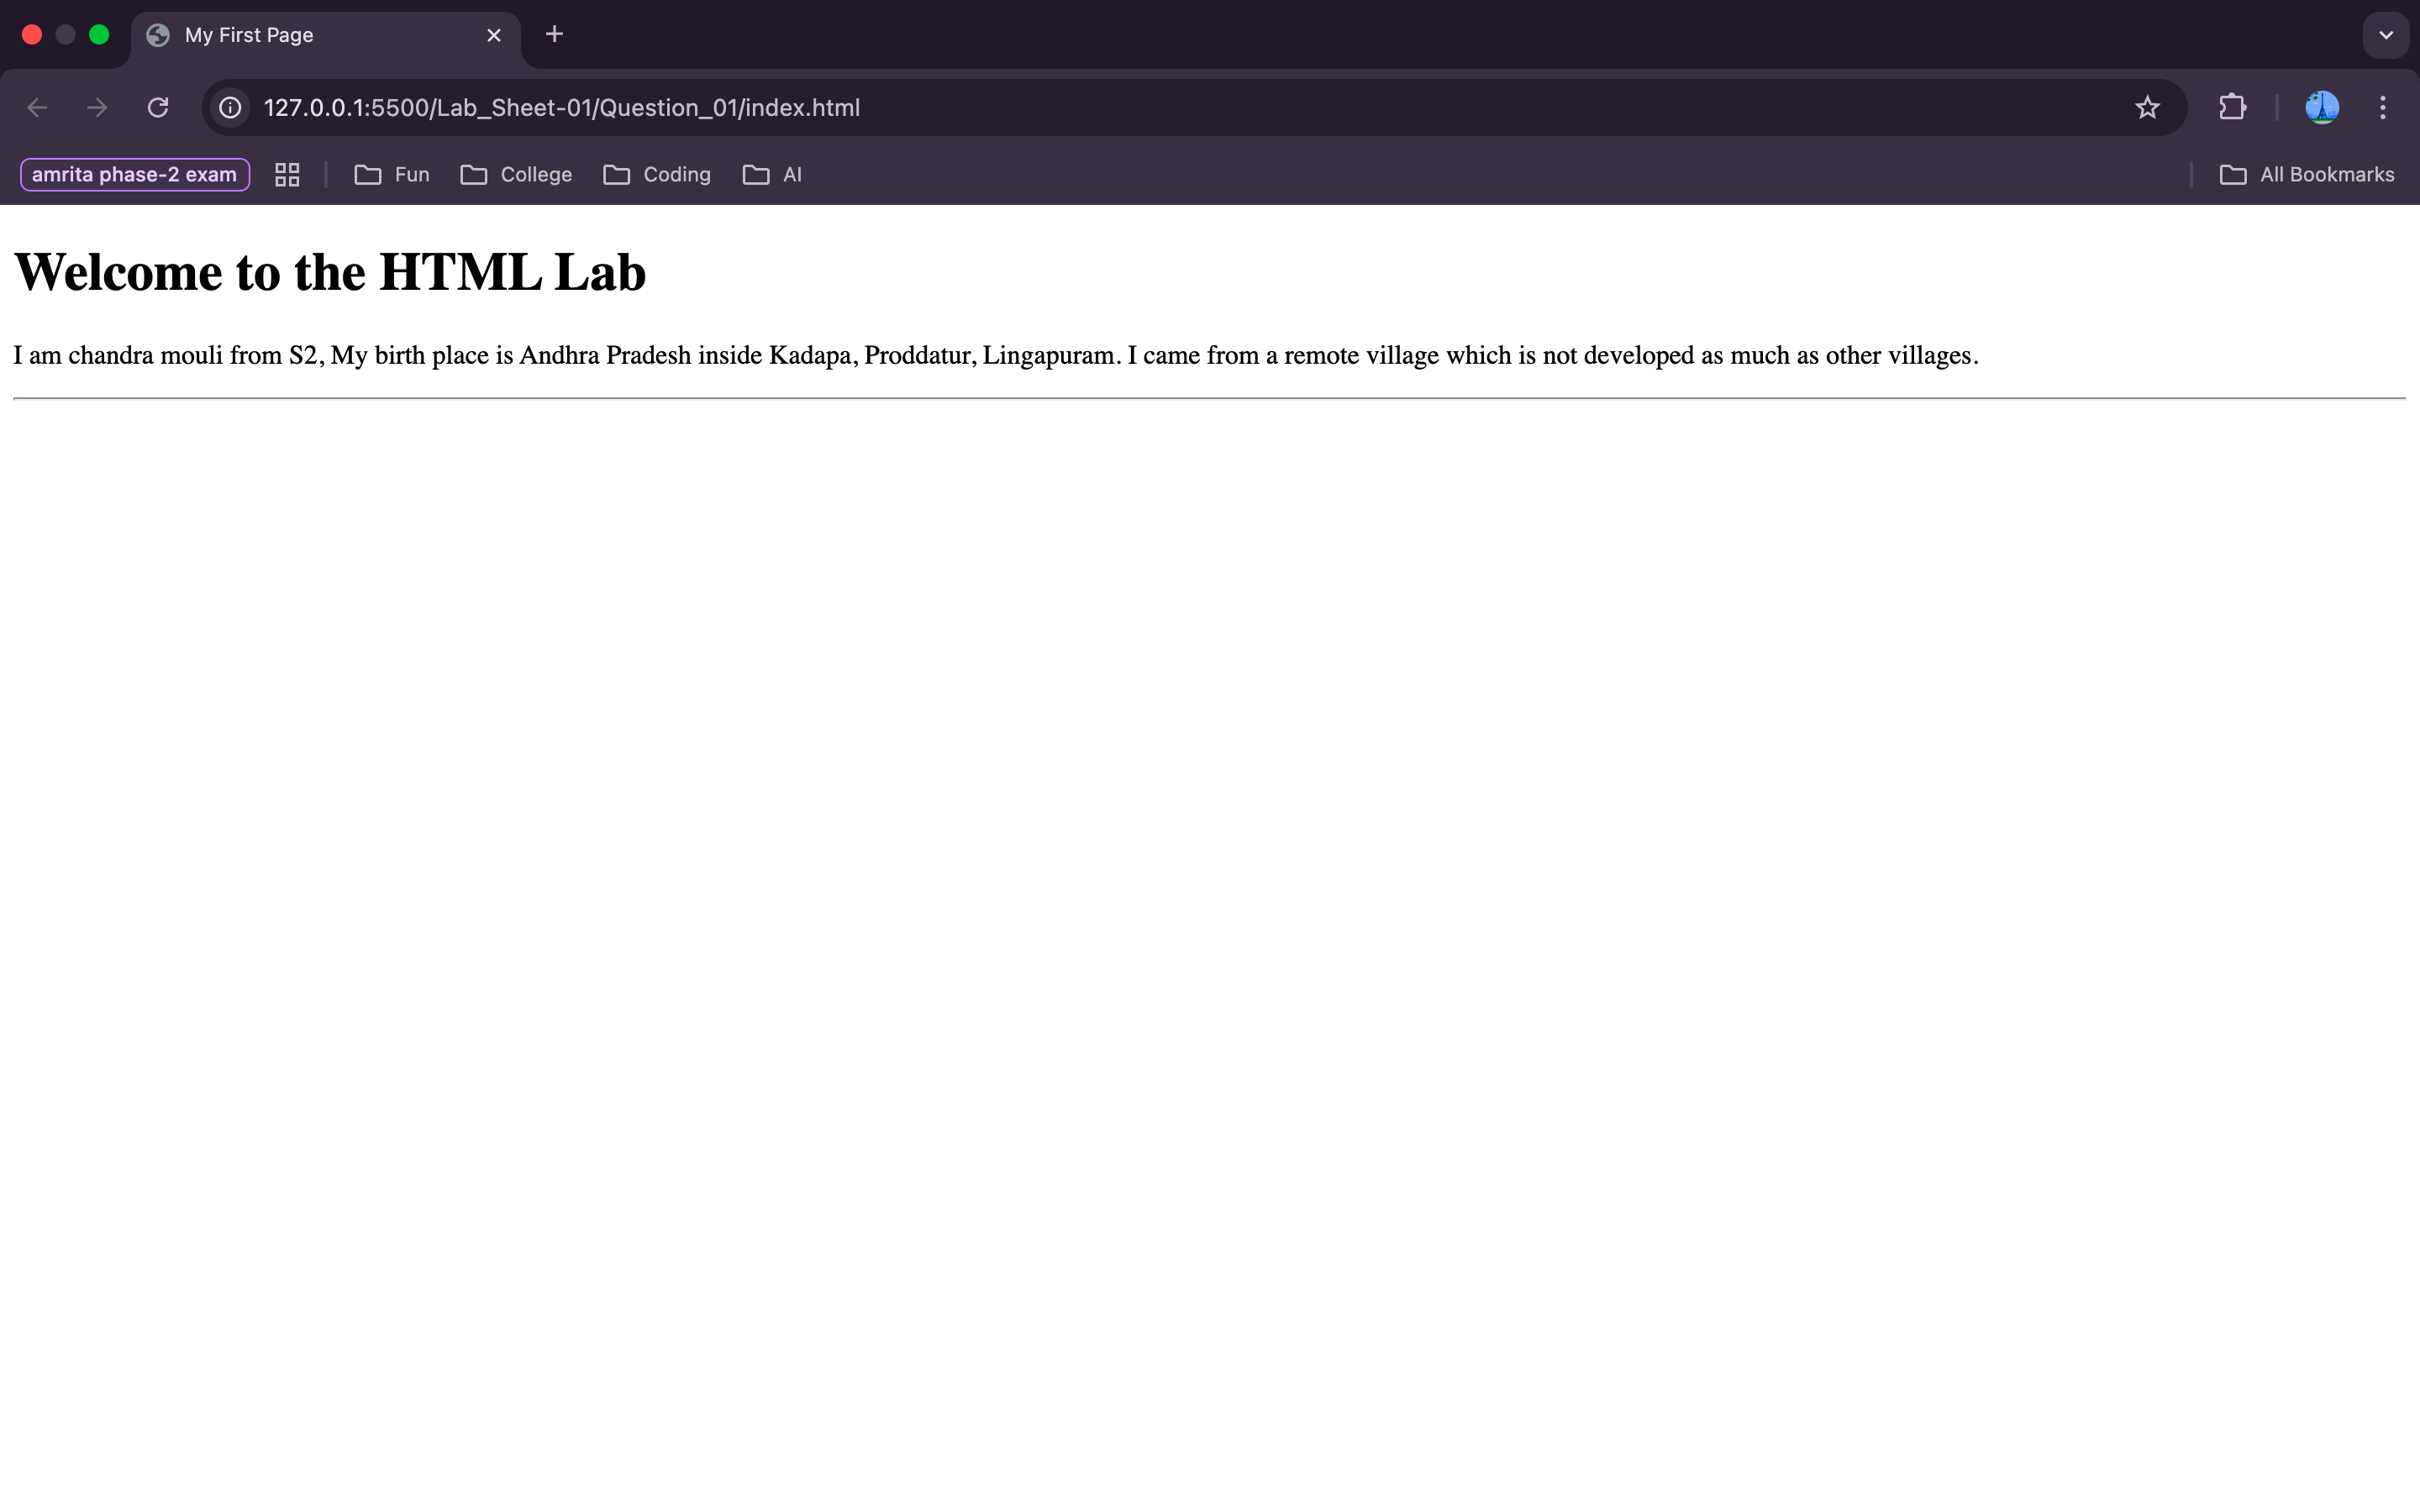 My First Page
127.0.0.1:5500/Lab_Sheet-01/Question_01/index.html
amrita phase-2 exam Fun College Coding AI All Bookmarks
Welcome to the HTML Lab
I am chandra mouli from S2, My birth place is Andhra Pradesh inside Kadapa, Proddatur, Lingapuram. I came from a remote village which is not developed as much as other villages.